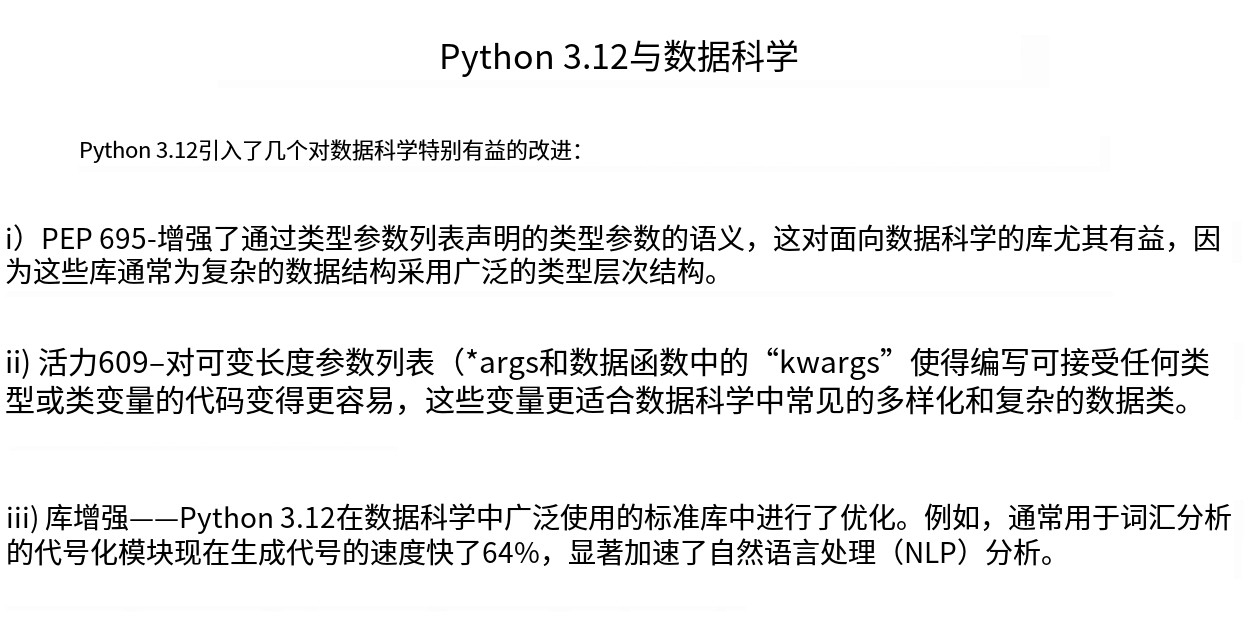 Python 3.12与数据科学
Python 3.12引入了几个对数据科学特别有益的改进：
i）PEP 695-增强了通过类型参数列表声明的类型参数的语义，这对面向数据科学的库尤其有益，因
为这些库通常为复杂的数据结构采用广泛的类型层次结构。
ii) 活力609–对可变长度参数列表（*args和数据函数中的“kwargs”使得编写可接受任何类
型或类变量的代码变得更容易，这些变量更适合数据科学中常见的多样化和复杂的数据类。
iii) 库增强——Python 3.12在数据科学中广泛使用的标准库中进行了优化。例如，通常用于词汇分析
的代号化模块现在生成代号的速度快了64%，显著加速了自然语言处理（NLP）分析。